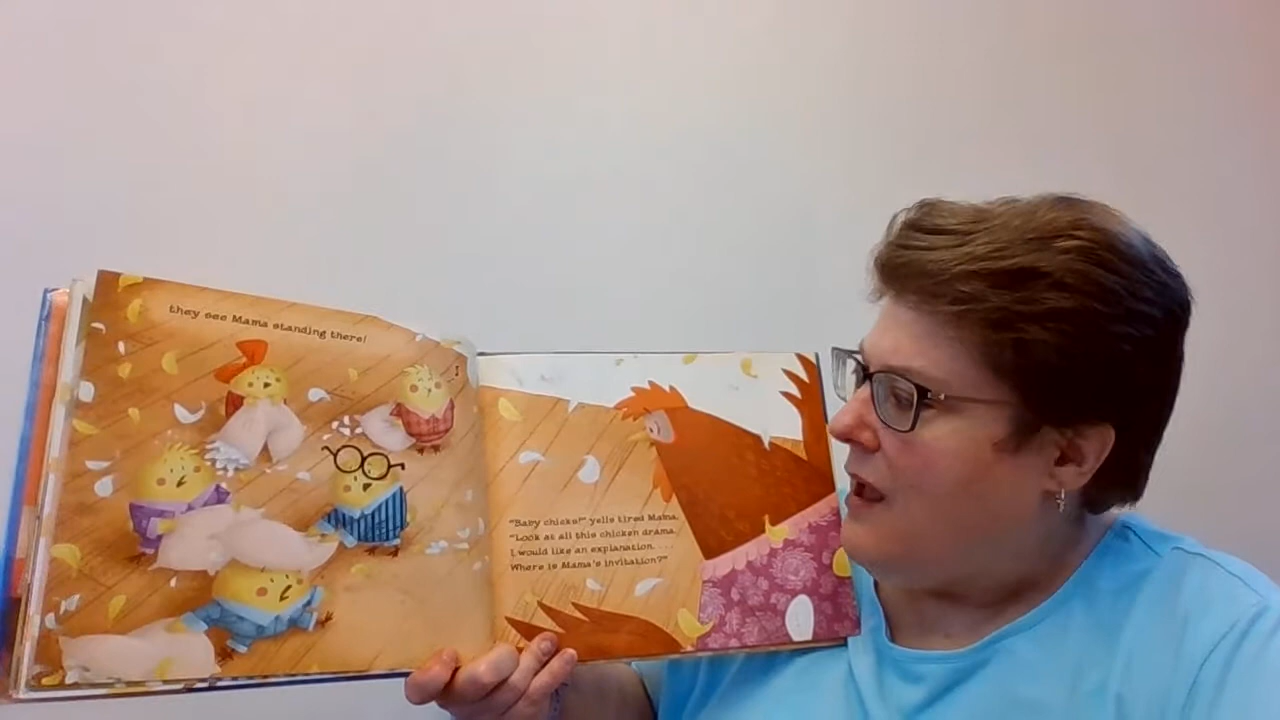 they see Mama standing there!
"Baby chicks!" yells tired Mama.
"Look at all this chicken drama.
I would like an explanation. . . .
Where is Mama's invitation?"